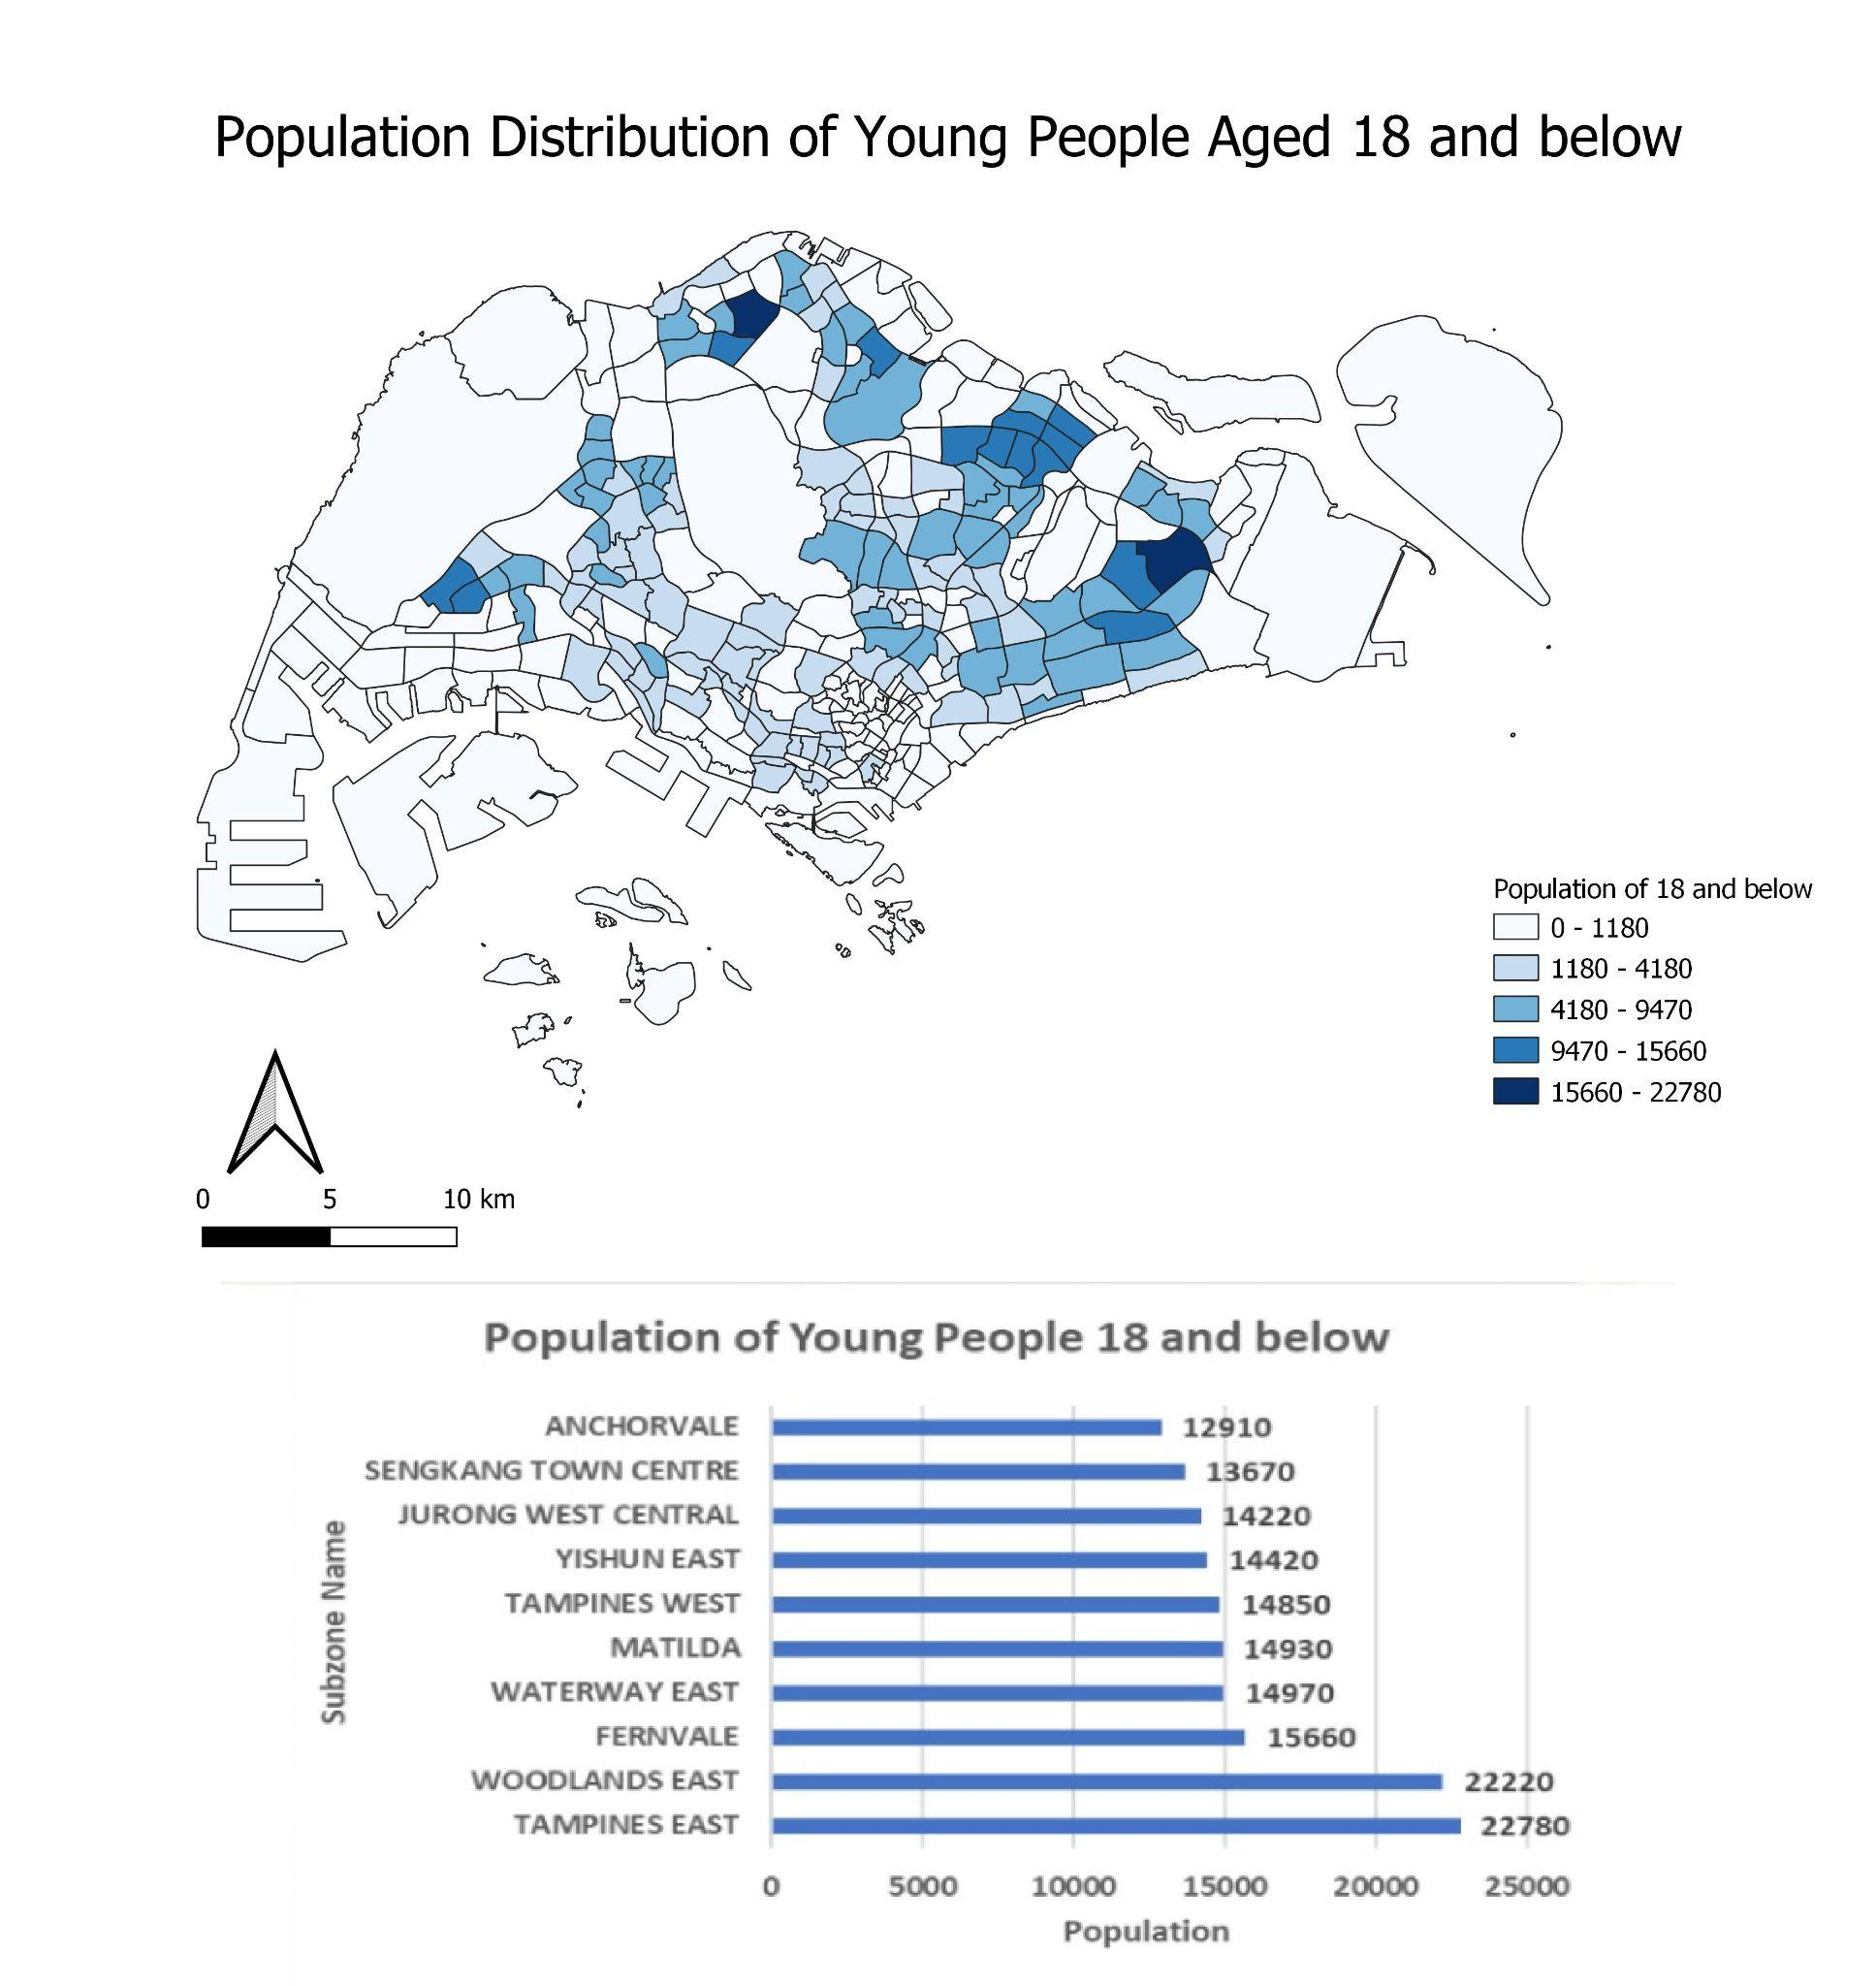 Population Distribution of Young People Aged 18 and below
Population of 18 and below
0 - 1180
1180 - 4180
4180 - 9470
9470 - 15660
15660 - 22780
0 5 10 km
Population of Young People 18 and below
Subzone Name
ANCHORVALE 12910
SENGKANG TOWN CENTRE 13670
JURONG WEST CENTRAL 14220
YISHUN EAST 14420
TAMPINES WEST 14850
MATILDA 14930
WATERWAY EAST 14970
FERNVALE 15660
WOODLANDS EAST 22220
TAMPINES EAST 22780
0 5000 10000 15000 20000 25000
Population